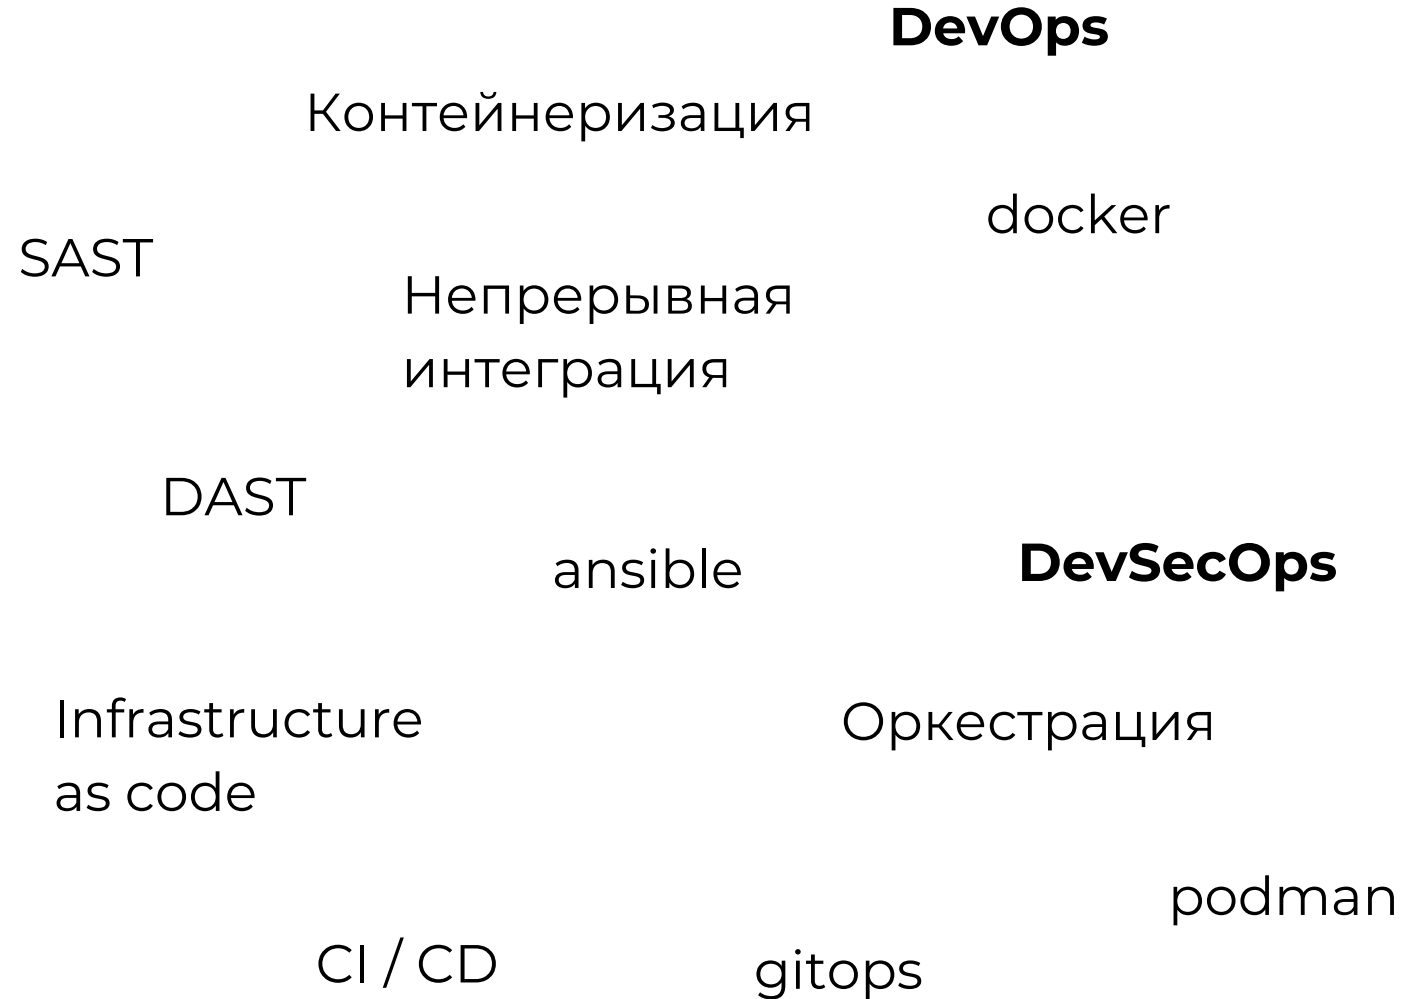 DevOps
Контейнеризация
docker
SAST
Непрерывная
интеграция
DAST
ansible
DevSecOps
Infrastructure
as code
Оркестрация
podman
CI / CD
gitops